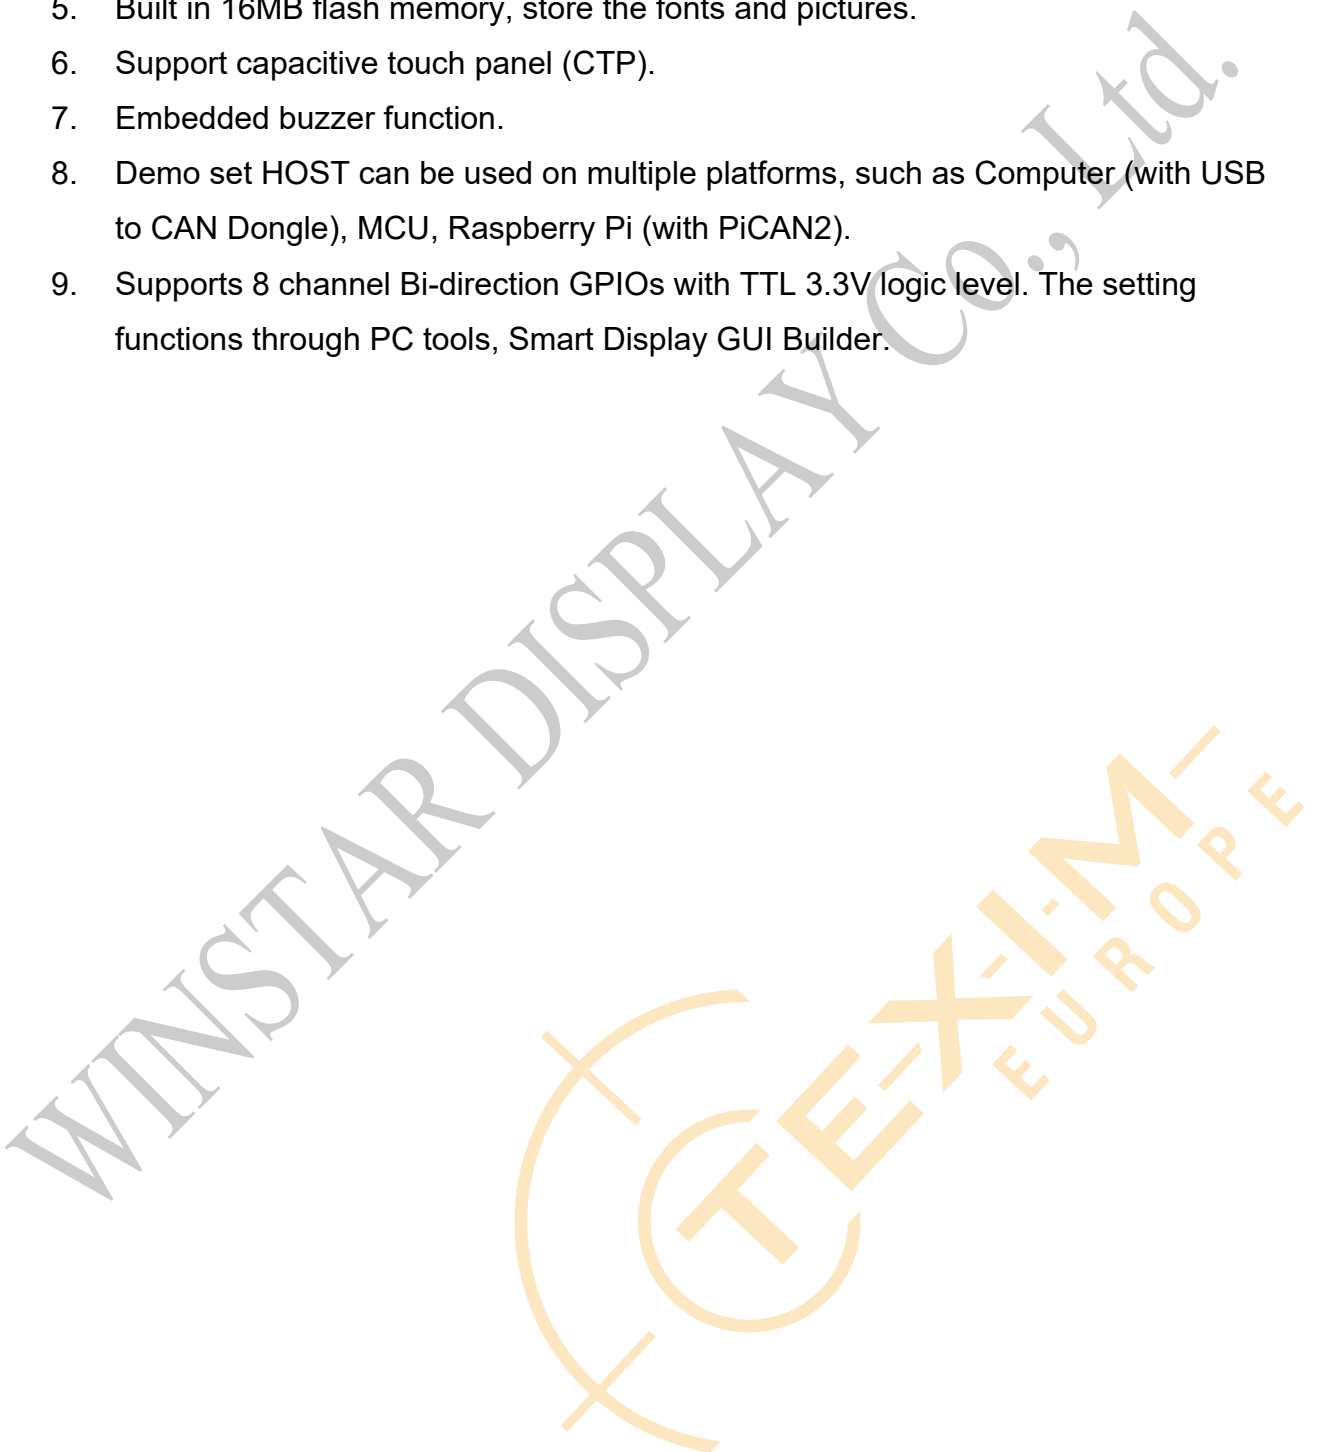 5. Built in 16MB flash memory, store the fonts and pictures.
6. Support capacitive touch panel (CTP).
7. Embedded buzzer function.
8. Demo set HOST can be used on multiple platforms, such as Computer (with USB
to CAN Dongle), MCU, Raspberry Pi (with PiCAN2).
9. Supports 8 channel Bi-direction GPIOs with TTL 3.3V logic level. The setting
functions through PC tools, Smart Display GUI Builder.
WINSTAR DISPLAY Co., Ltd.
TEXIM
EUROPE